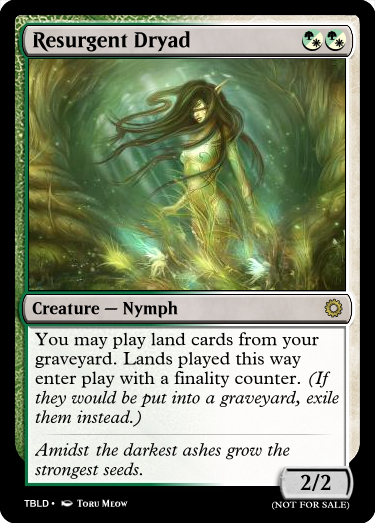 Resurgent Dryad
Creature — Nymph
You may play land cards from your
graveyard. Lands played this way
enter play with a finality counter. (If
they would be put into a graveyard, exile
them instead.)
Amidst the darkest ashes grow the
strongest seeds.
2/2
TBLD • Toru Meow
(NOT FOR SALE)